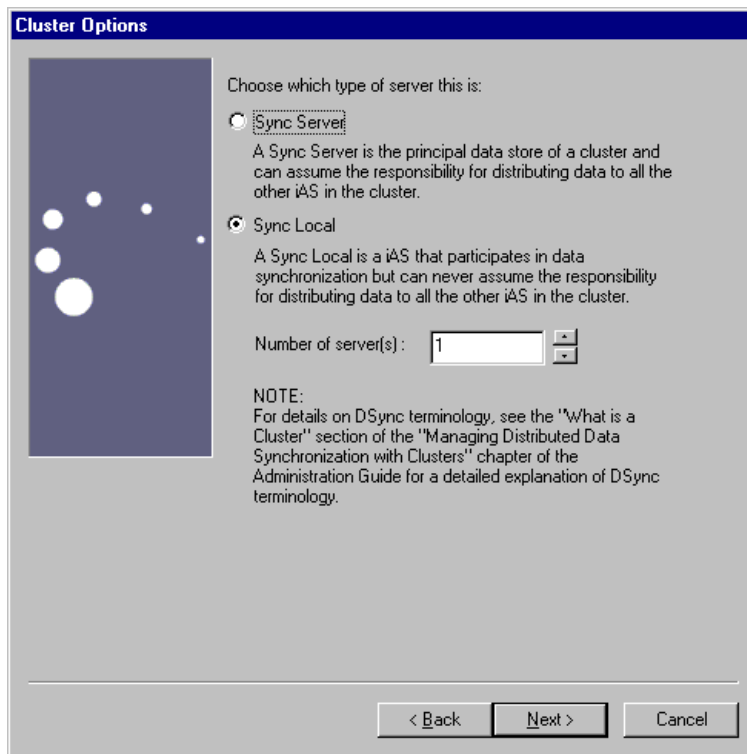 Cluster Options
Choose which type of server this is:
Sync Server
A Sync Server is the principal data store of a cluster and
can assume the responsibility for distributing data to all the
other iAS in the cluster.
Sync Local
A Sync Local is a iAS that participates in data
synchronization but can never assume the responsibility
for distributing data to all the other iAS in the cluster.
Number of server(s) : 1
NOTE:
For details on DSync terminology, see the "What is a
Cluster" section of the "Managing Distributed Data
Synchronization with Clusters" chapter of the
Administration Guide for a detailed explanation of DSync
terminology.
< Back Next > Cancel